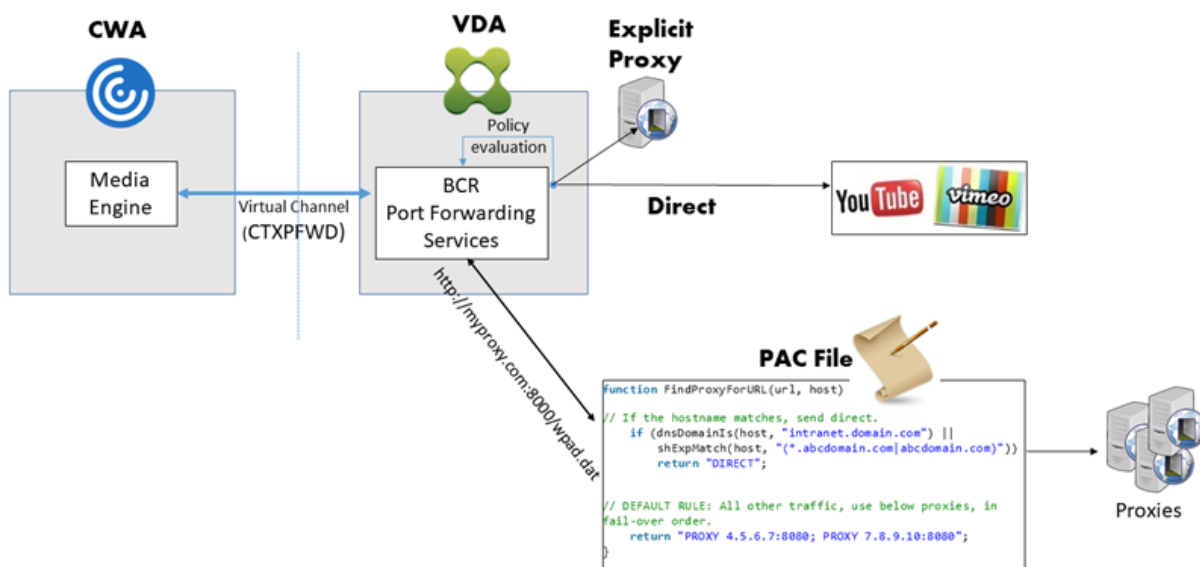 CWA
VDA
Explicit
Proxy
Policy
evaluation
Media
Engine
Virtual Channel
(CTXPFWD)
BCR
Port Forwarding
Services
Direct
YouTube
vimeo
http://myproxy.com:8000/wpad.dat
PAC File
function FindProxyForURL(url, host)
// If the hostname matches, send direct.
if (dnsDomainIs(host, "intranet.domain.com") ||
shExpMatch(host, "(*.abcdomain.com|abcdomain.com)"))
return "DIRECT";
// DEFAULT RULE: All other traffic, use below proxies, in
fail-over order.
return "PROXY 4.5.6.7:8080; PROXY 7.8.9.10:8080";
}
Proxies